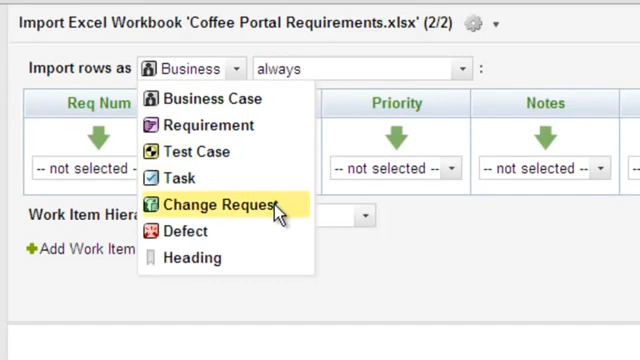 Import Excel Workbook 'Coffee Portal Requirements.xlsx' (2/2)
Import rows as Business always :
Business Case
Requirement
Test Case
Task
Change Request
Defect
Heading
Req Num Priority Notes
-- not selected -- not selected -- -- not selected --
Work Item Hiera
Add Work Item